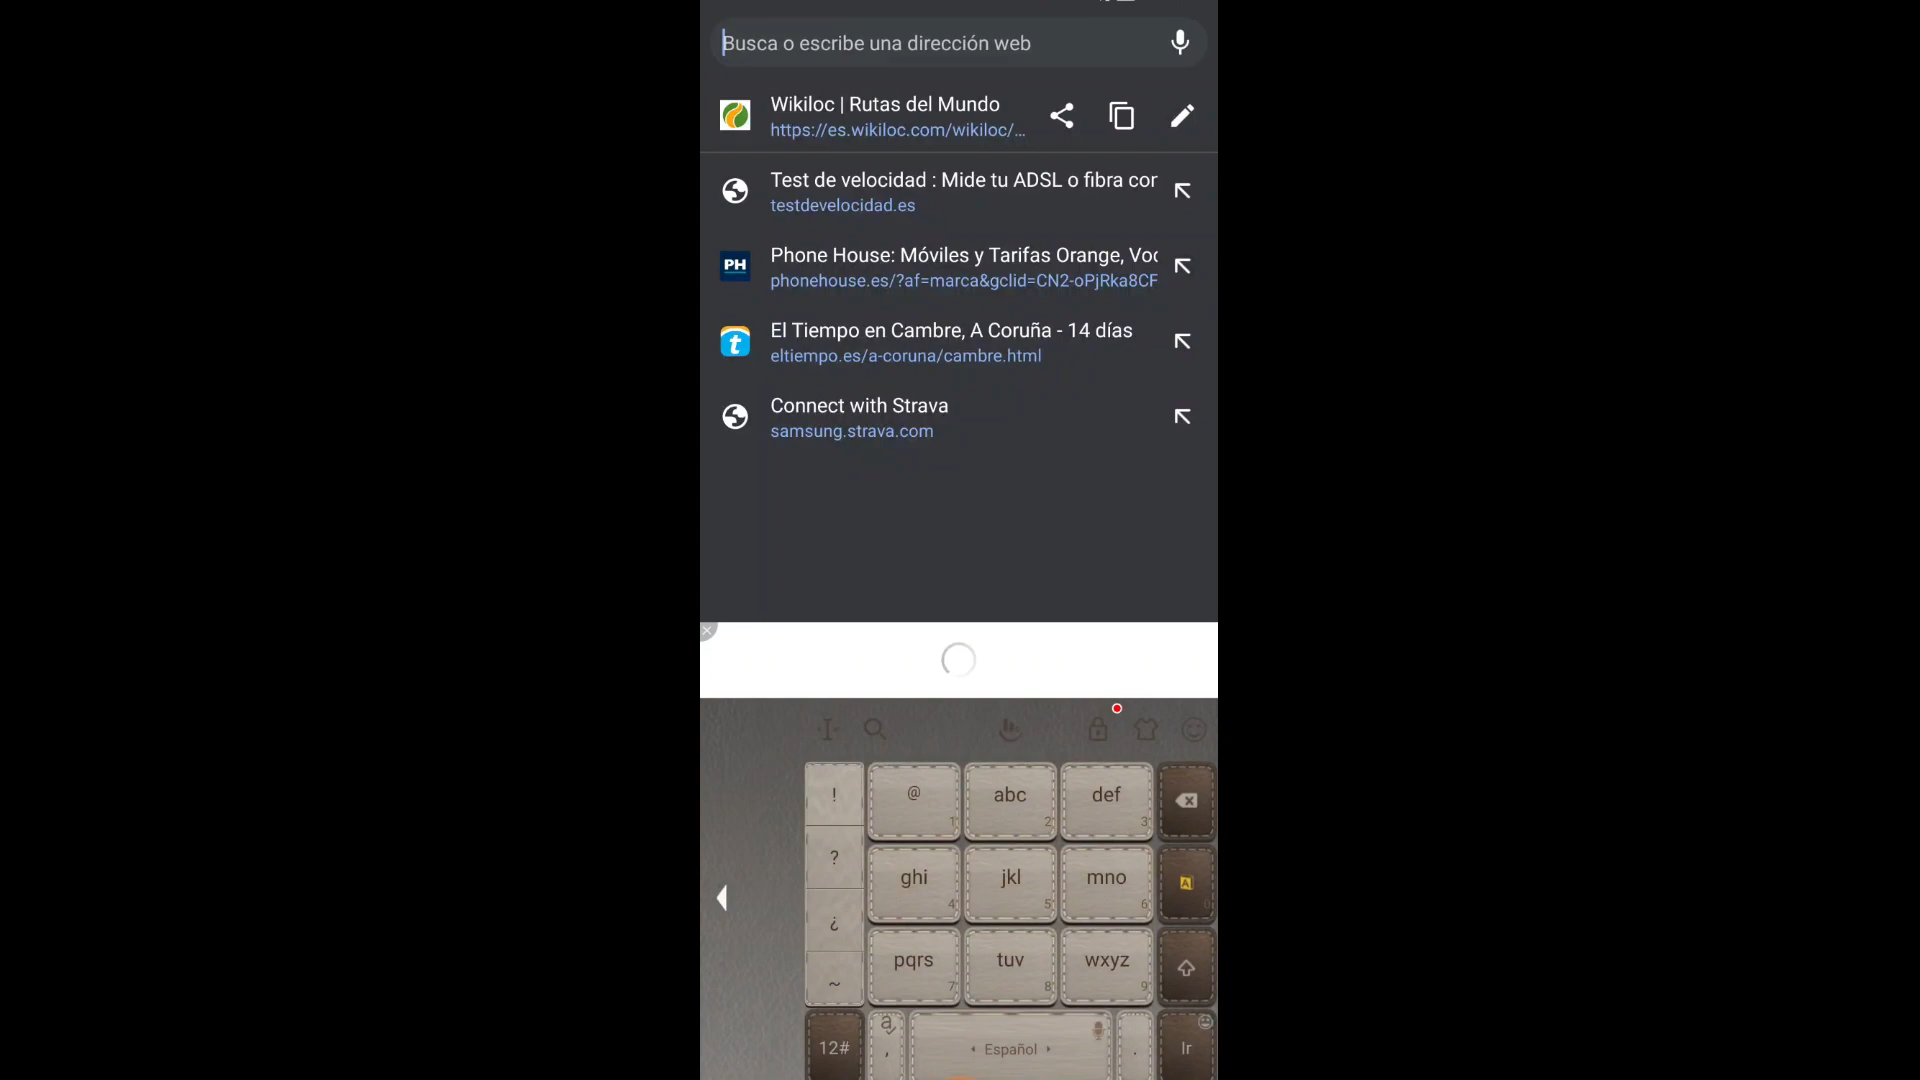 Busca o escribe una dirección web
Wikiloc | Rutas del Mundo
https://es.wikiloc.com/wikiloc/...
Test de velocidad : Mide tu ADSL o fibra con
testdevelocidad.es
PH
Phone House: Móviles y Tarifas Orange, Voc
phonehouse.es/?af=marca&gclid=CN2-oPjRka8CF
t
El Tiempo en Cambre, A Coruña - 14 días
eltiempo.es/a-coruna/cambre.html
Connect with Strava
samsung.strava.com
! @ 1 abc 2 def 3
? ghi 4 jkl 5 mno 6 A
¿
~ pqrs 7 tuv 8 wxyz 9
12# a , Español . Ir